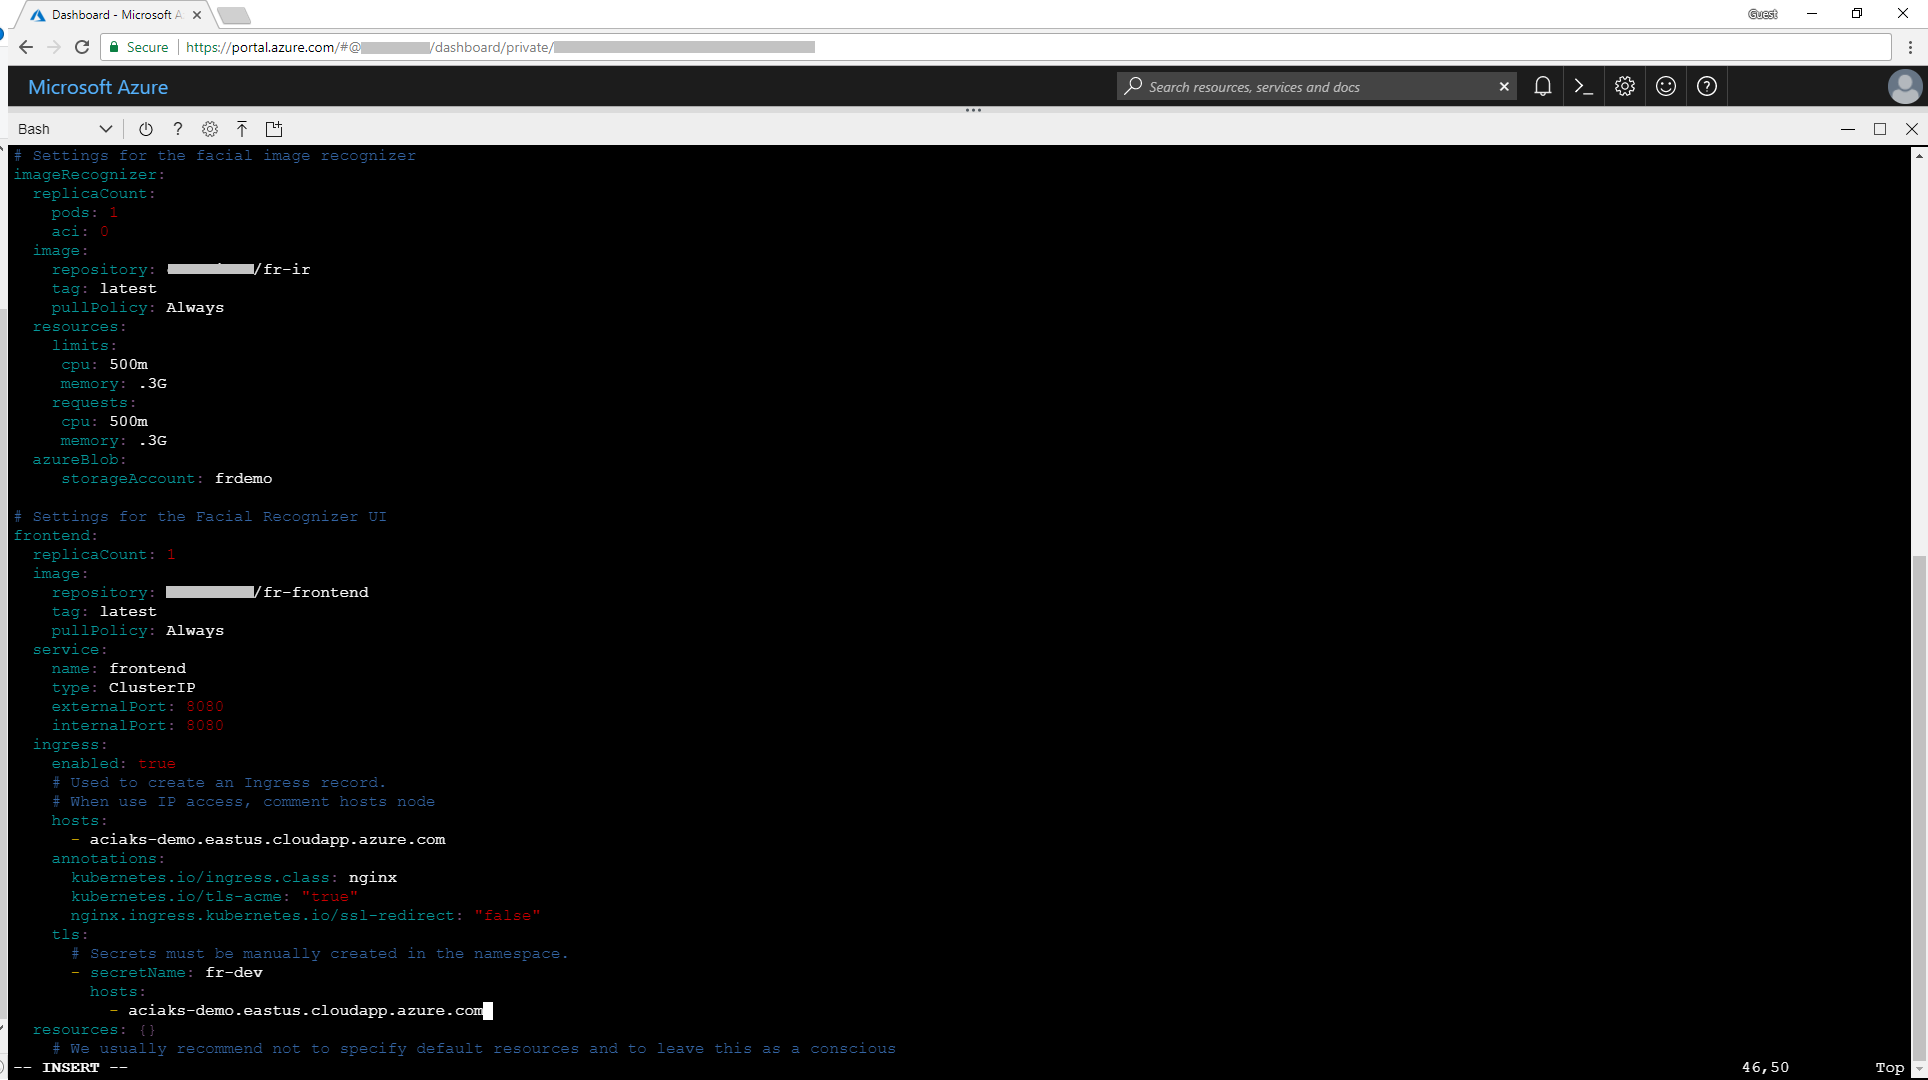 Dashboard - Microsoft A
Guest
Secure
https://portal.azure.com/#@ /dashboard/private/
Microsoft Azure
Search resources, services and docs
Bash
# Settings for the facial image recognizer
imageRecognizer:
replicaCount:
pods: 1
aci: 0
image:
repository: /fr-ir
tag: latest
pullPolicy: Always
resources:
limits:
cpu: 500m
memory: .3G
requests:
cpu: 500m
memory: .3G
azureBlob:
storageAccount: frdemo
# Settings for the Facial Recognizer UI
frontend:
replicaCount: 1
image:
repository: /fr-frontend
tag: latest
pullPolicy: Always
service:
name: frontend
type: ClusterIP
externalPort: 8080
internalPort: 8080
ingress:
enabled: true
# Used to create an Ingress record.
# When use IP access, comment hosts node
hosts:
- aciaks-demo.eastus.cloudapp.azure.com
annotations:
kubernetes.io/ingress.class: nginx
kubernetes.io/tls-acme: "true"
nginx.ingress.kubernetes.io/ssl-redirect: "false"
tls:
# Secrets must be manually created in the namespace.
- secretName: fr-dev
hosts:
- aciaks-demo.eastus.cloudapp.azure.com
resources: {}
# We usually recommend not to specify default resources and to leave this as a conscious
-- INSERT -- 46,50 Top